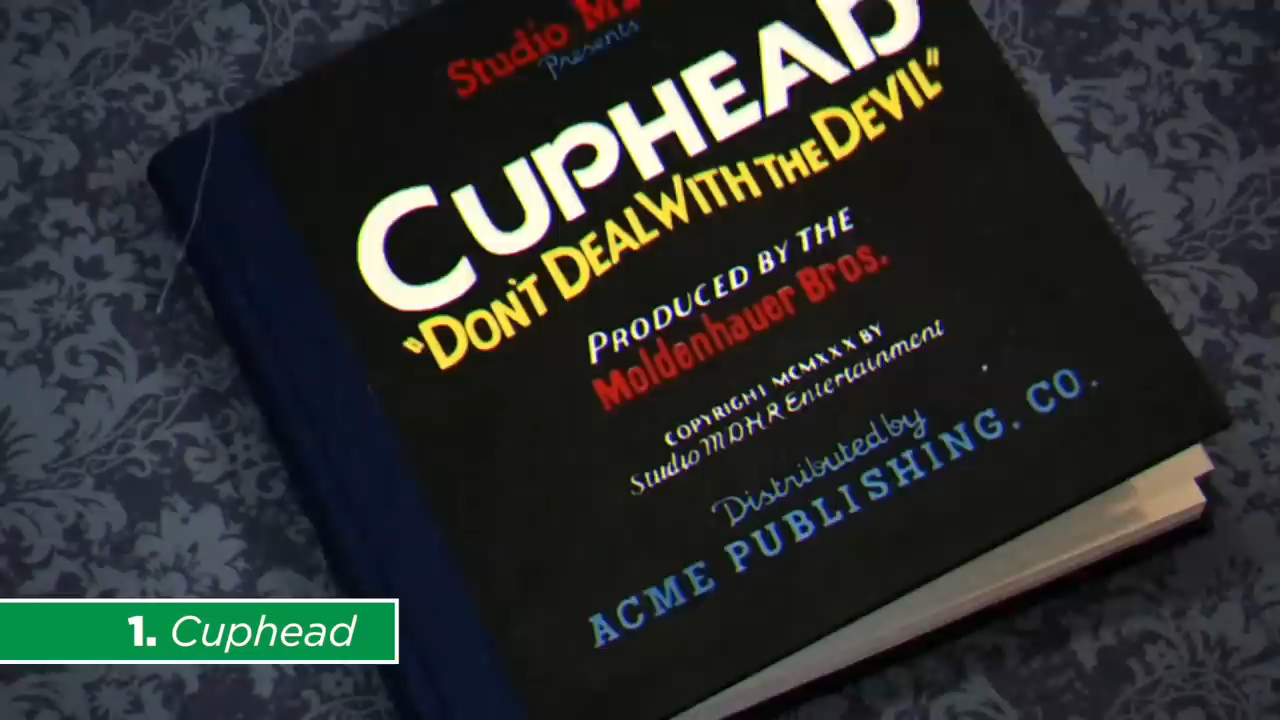 Studio M
Presents
CUPHEAD
"DON'T DEAL WITH THE DEVIL"
PRODUCED BY THE
Moldenhauer Bros.
COPYRIGHT MCMXXX BY
Studio MDHR Entertainment
Distributed by
ACME PUBLISHING. CO.
1. Cuphead